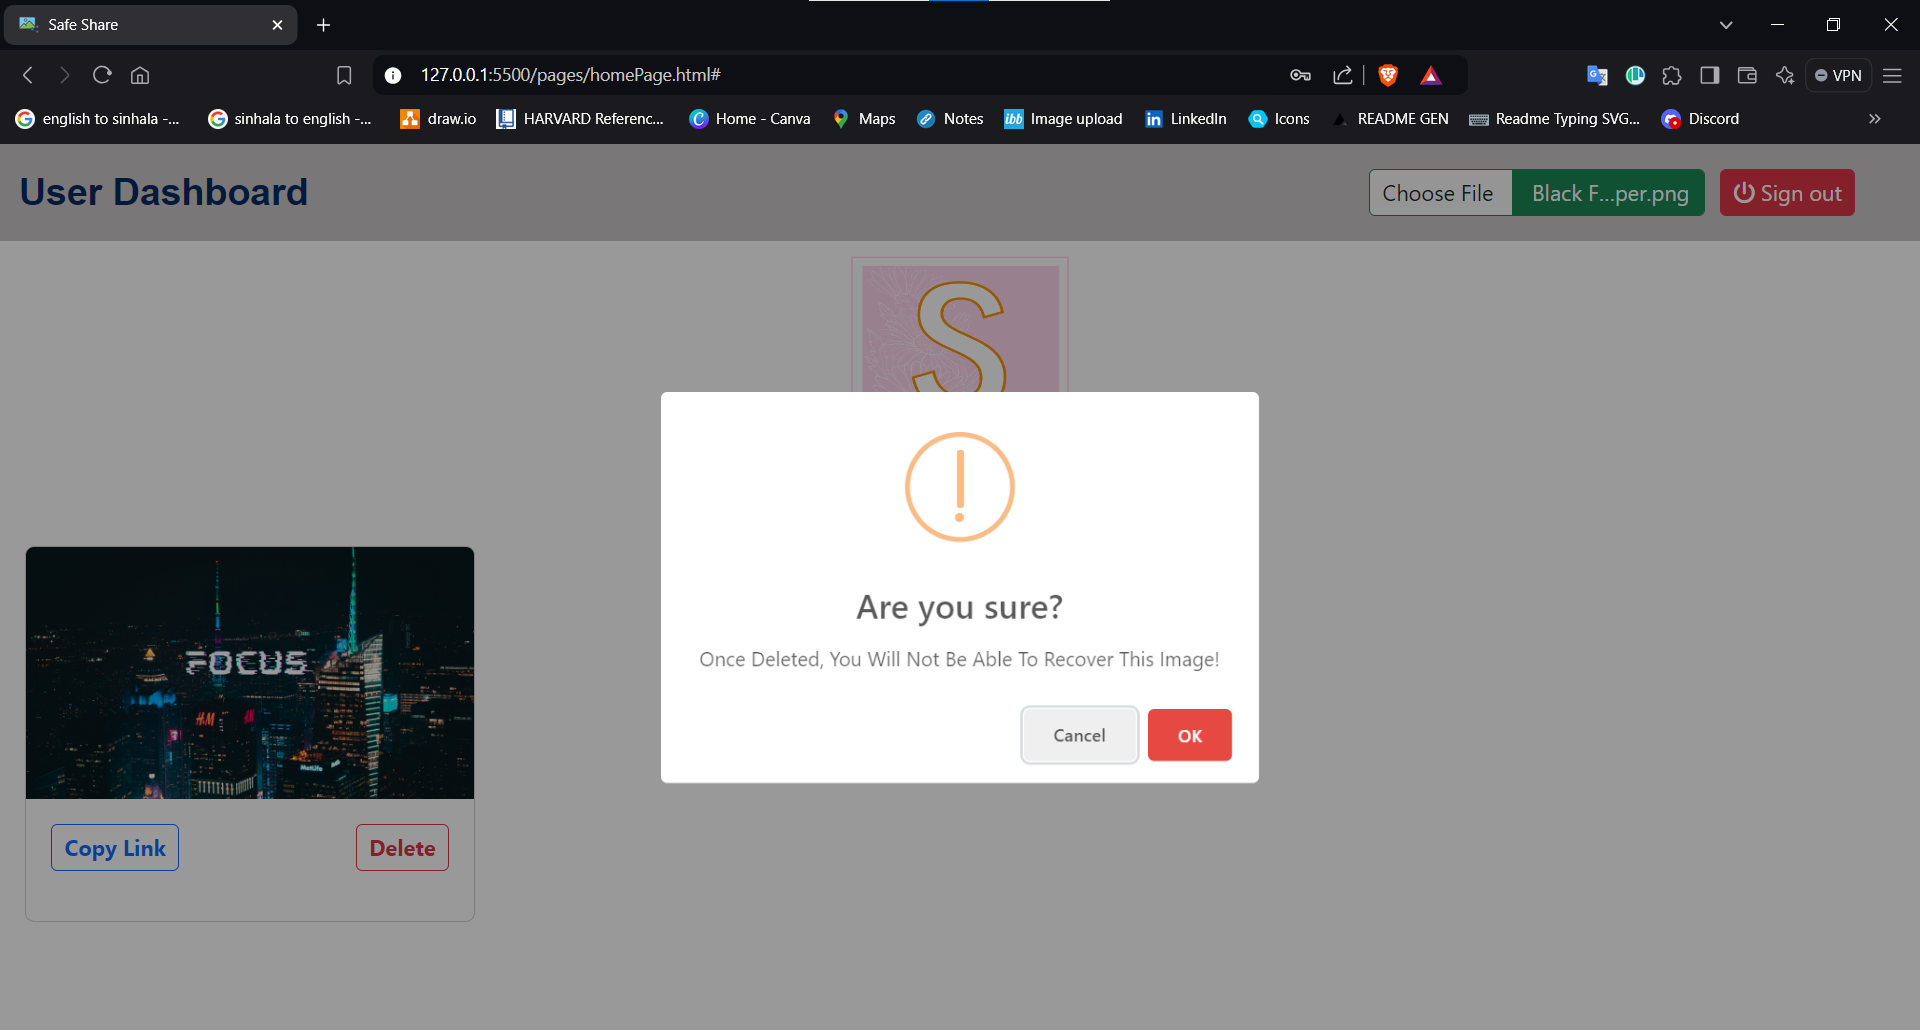 Safe Share
127.0.0.1:5500/pages/homePage.html#
VPN
english to sinhala -...
sinhala to english -...
draw.io
HARVARD Referenc...
Home - Canva
Maps
Notes
ibb
Image upload
in
LinkedIn
Icons
README GEN
Readme Typing SVG...
Discord
User Dashboard
Choose File
Black F...per.png
Sign out
S
Are you sure?
Once Deleted, You Will Not Be Able To Recover This Image!
Cancel
OK
FOCUS
H&M
MetLife
Copy Link
Delete